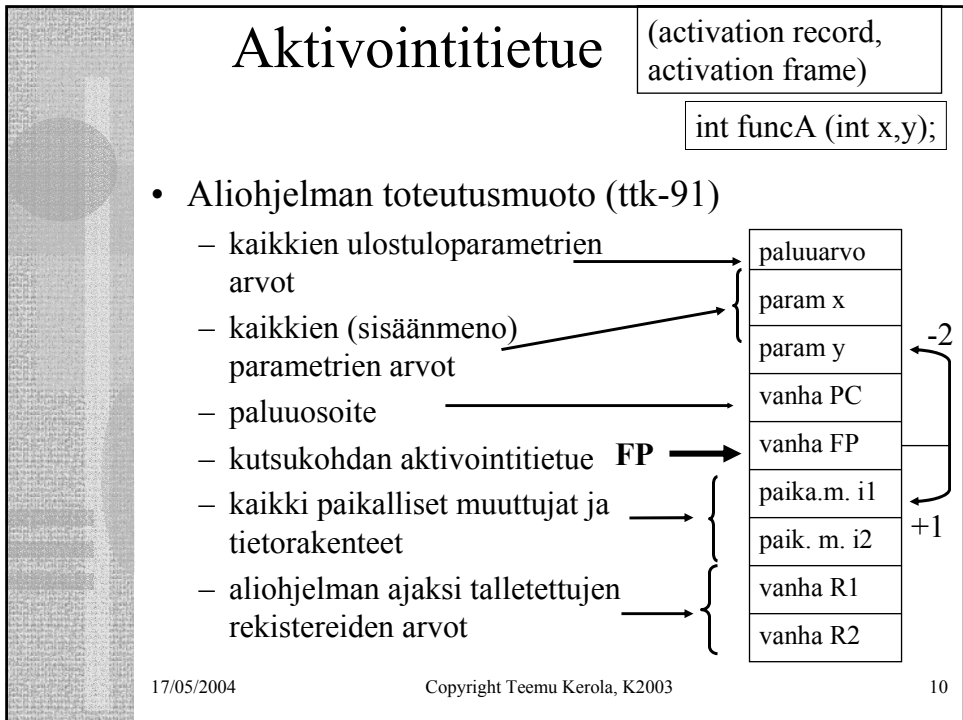 Aktivointitietue
(activation record,
activation frame)
int funcA (int x,y);
• Aliohjelman toteutusmuoto (ttk-91)
– kaikkien ulostuloparametrien
arvot
– kaikkien (sisäänmeno)
parametrien arvot
– paluuosoite
– kutsukohdan aktivointitietue
– kaikki paikalliset muuttujat ja
tietorakenteet
– aliohjelman ajaksi talletettujen
rekistereiden arvot
FP
paluuarvo
param x
param y
vanha PC
vanha FP
paika.m. i1
paik. m. i2
vanha R1
vanha R2
-2
+1
17/05/2004
Copyright Teemu Kerola, K2003
10